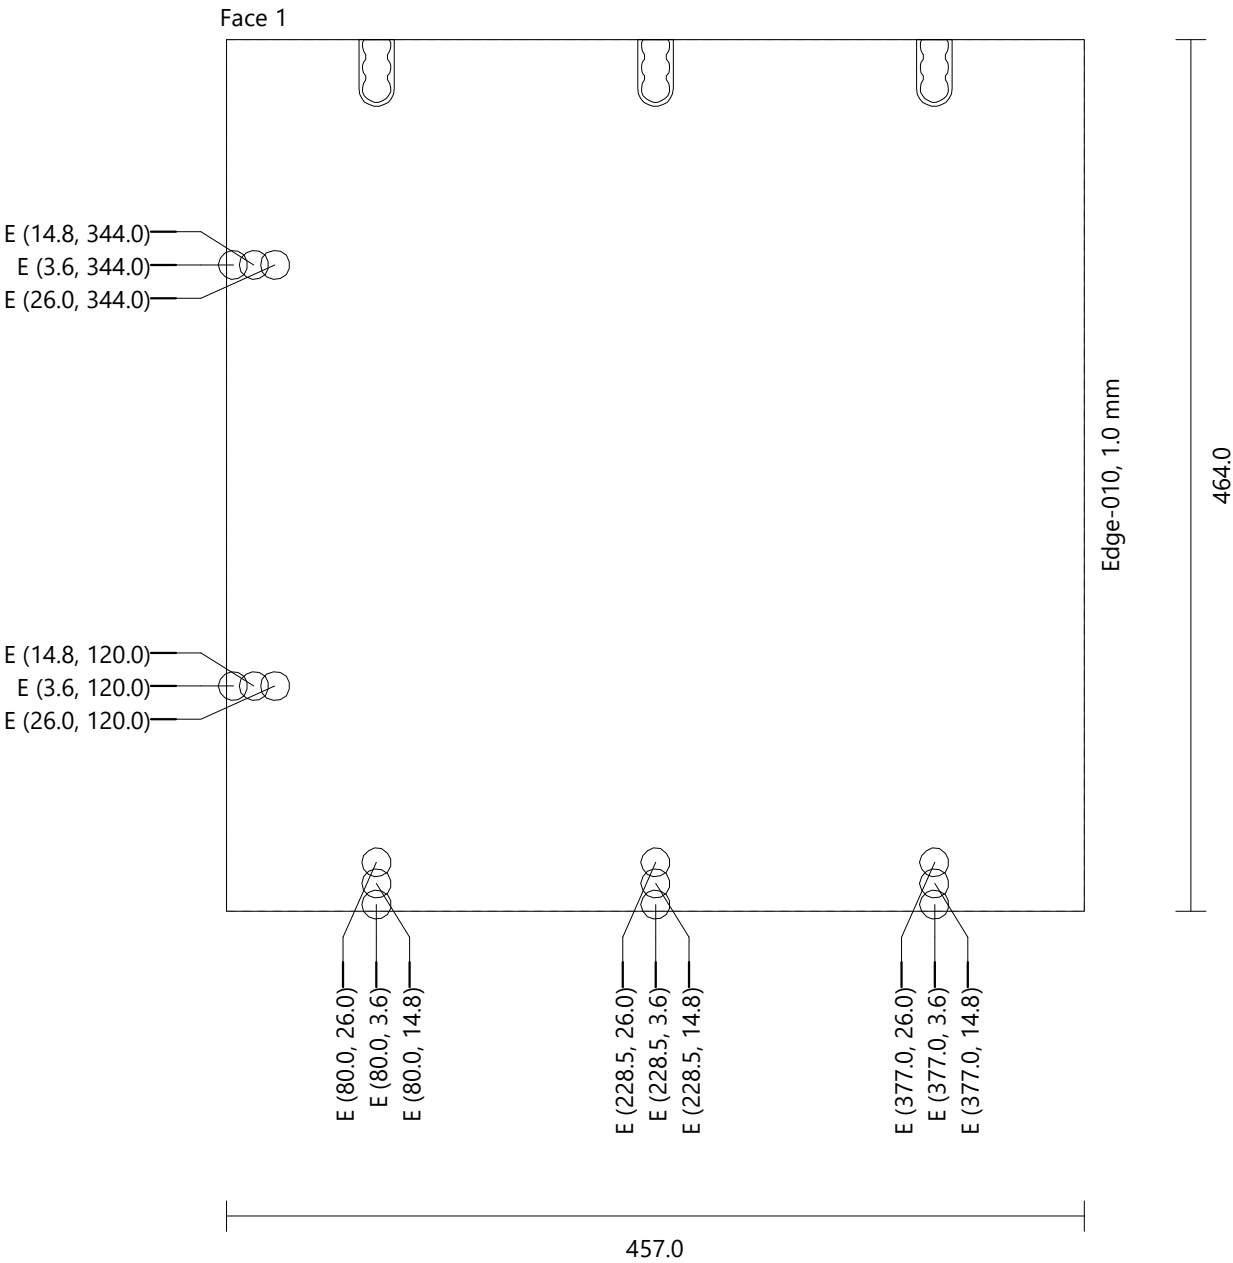 Face 1
E (14.8, 344.0)
E (3.6, 344.0)
E (26.0, 344.0)
Edge-010, 1.0 mm
464.0
E (14.8, 120.0)
E (3.6, 120.0)
E (26.0, 120.0)
E (80.0, 26.0)
E (80.0, 3.6)
E (80.0, 14.8)
E (228.5, 26.0)
E (228.5, 3.6)
E (228.5, 14.8)
E (377.0, 26.0)
E (377.0, 3.6)
E (377.0, 14.8)
457.0